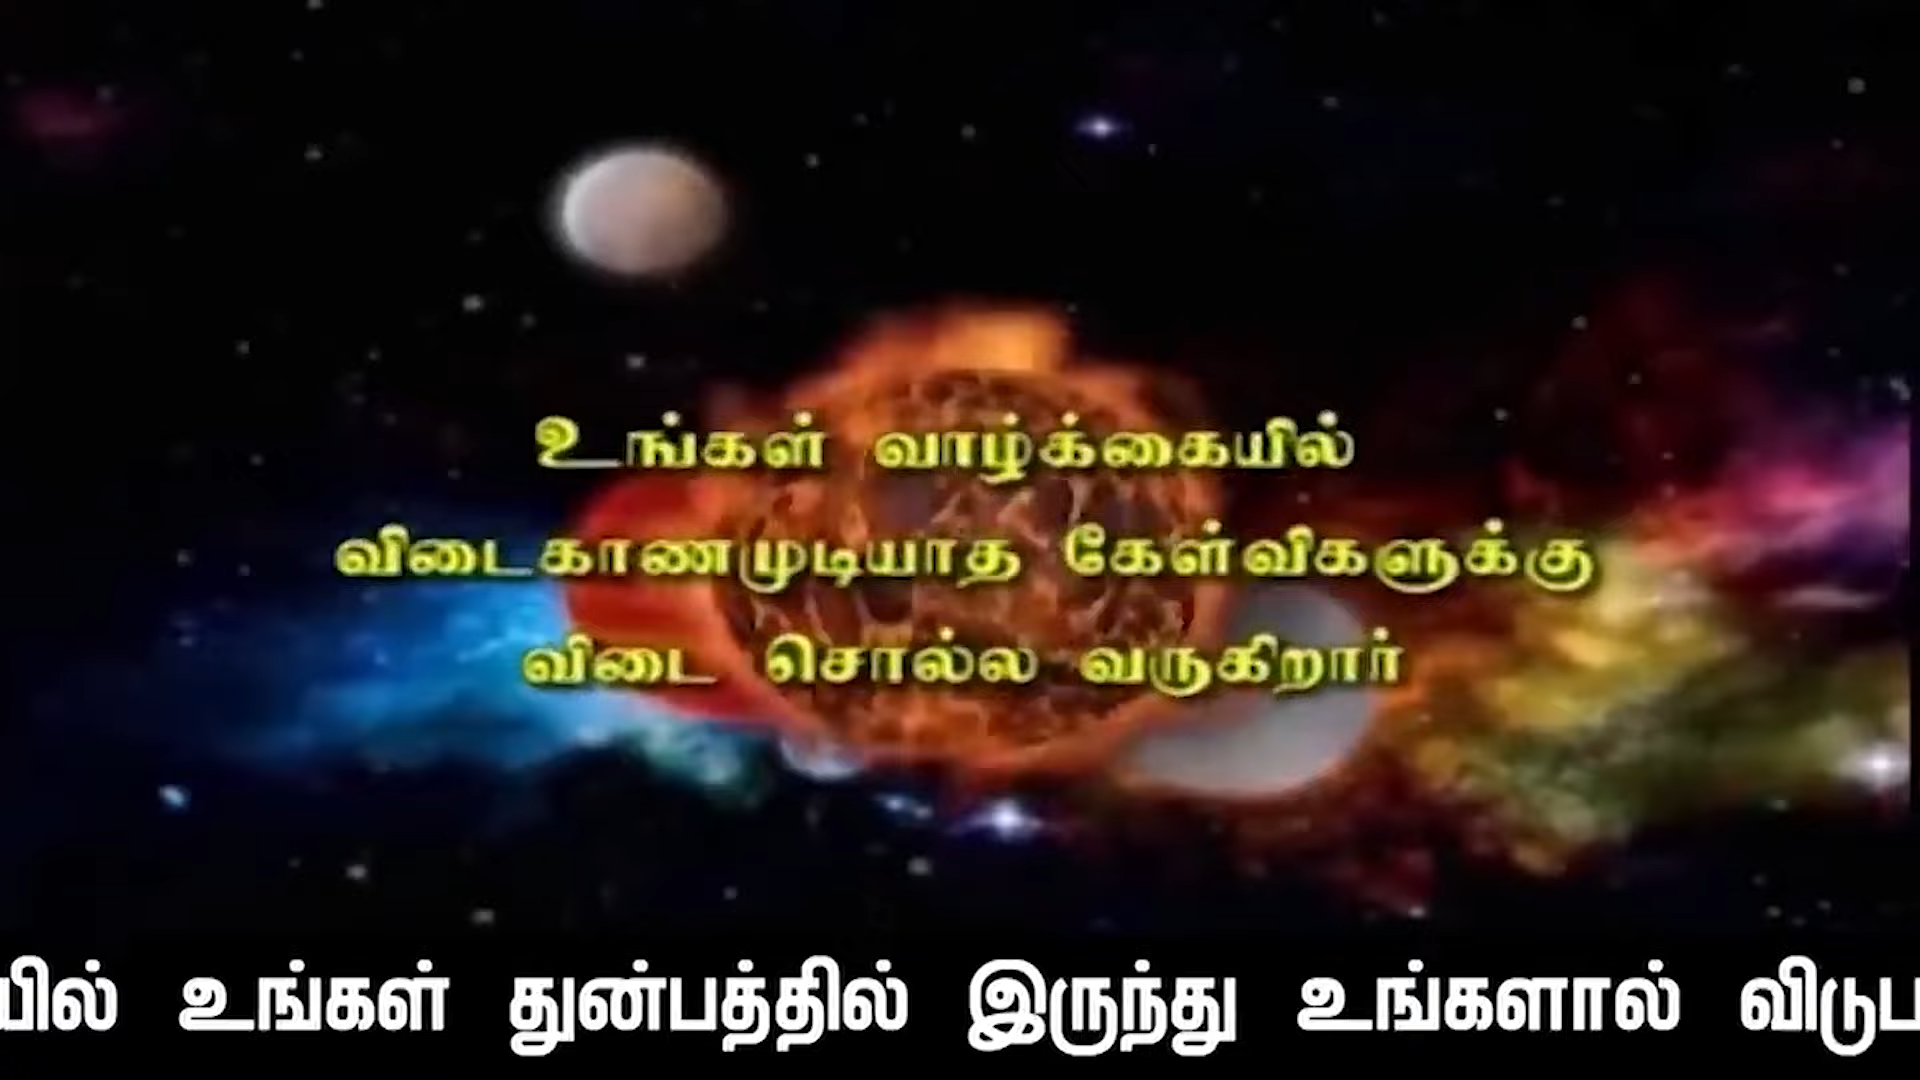 உங்கள் வாழ்க்கையில்
விடைகாணமுடியாத கேள்விகளுக்கு
விடை சொல்ல வருகிறார்
யில் உங்கள் துன்பத்தில் இருந்து உங்களால் விடுப